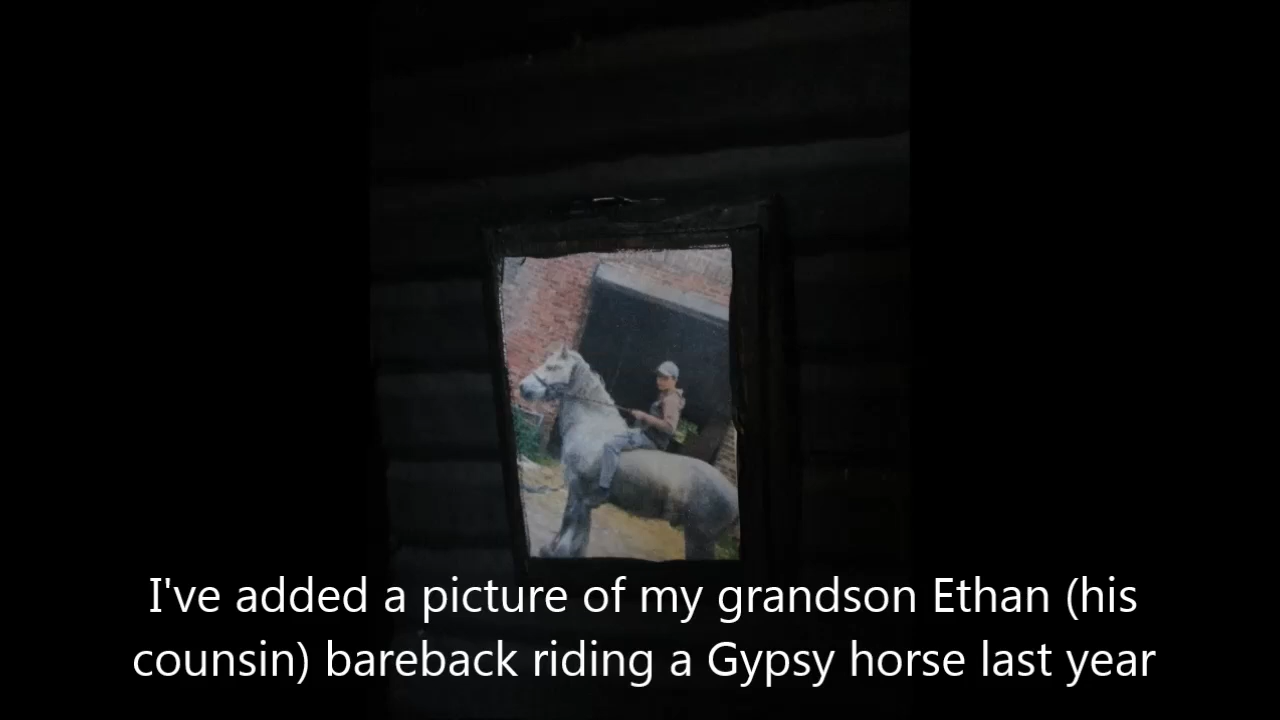 I've added a picture of my grandson Ethan (his
counsin) bareback riding a Gypsy horse last year